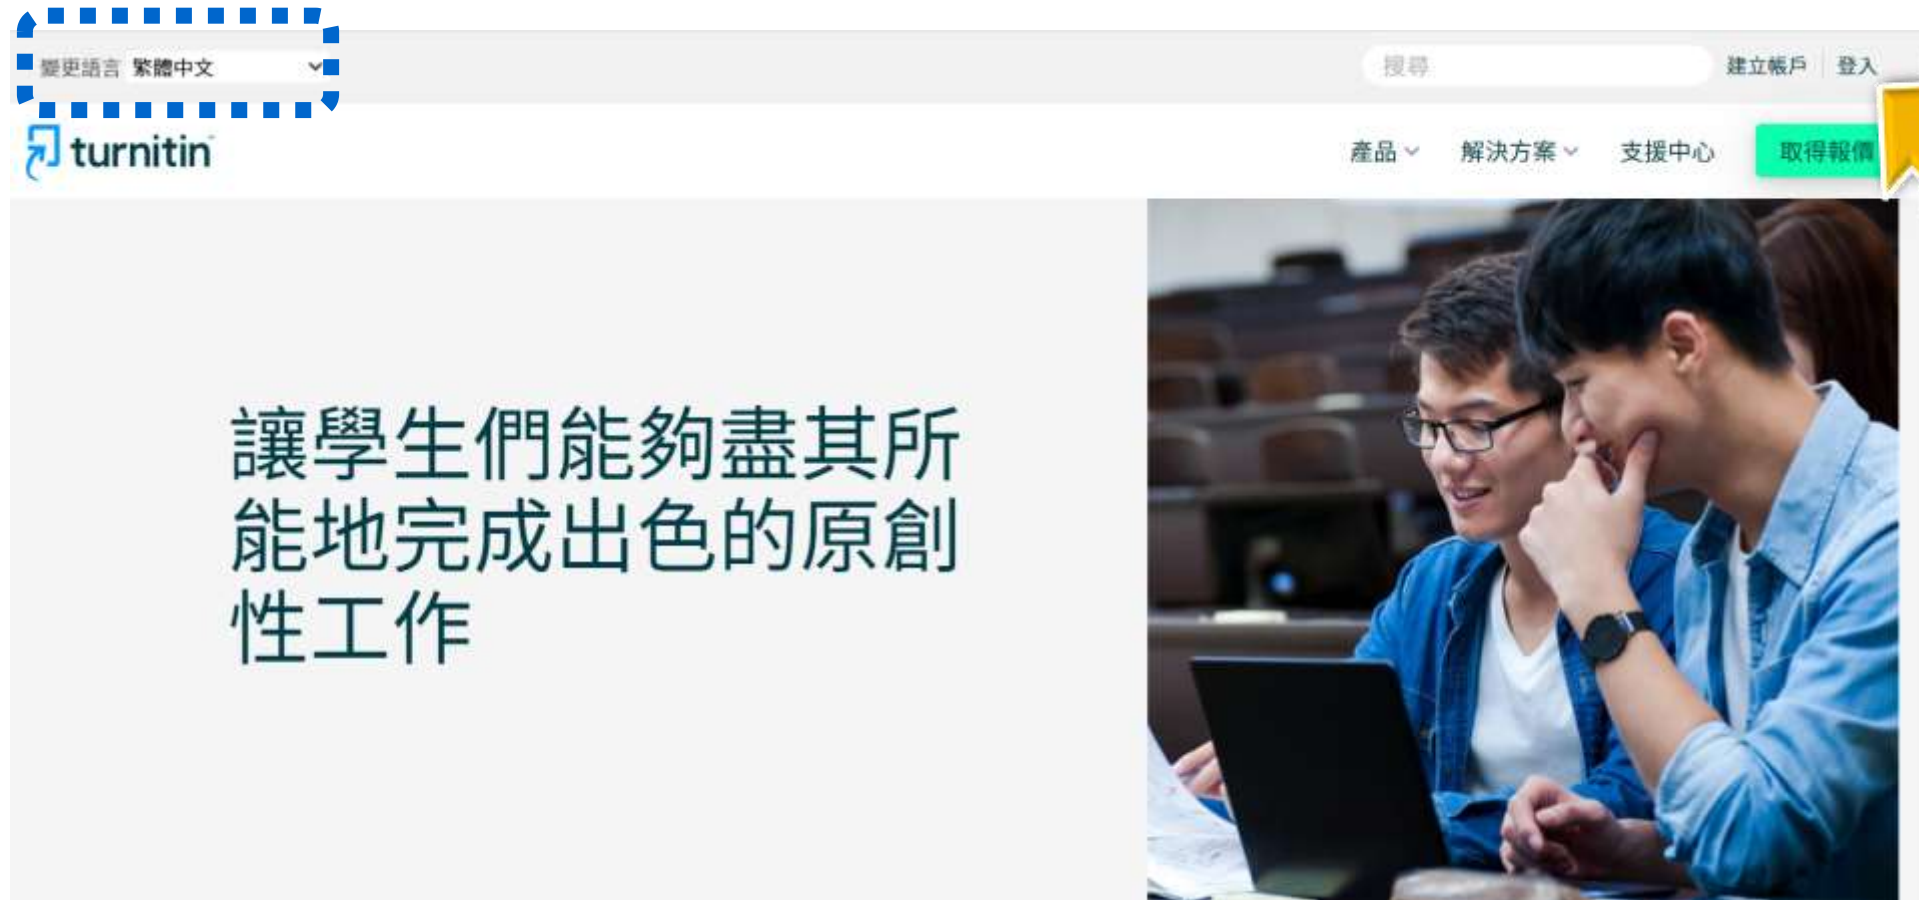 變更語言 繁體中文
搜尋
建立帳戶 登入
turnitin
產品 解決方案 支援中心 取得報價
讓學生們能夠盡其所
能地完成出色的原創
性工作